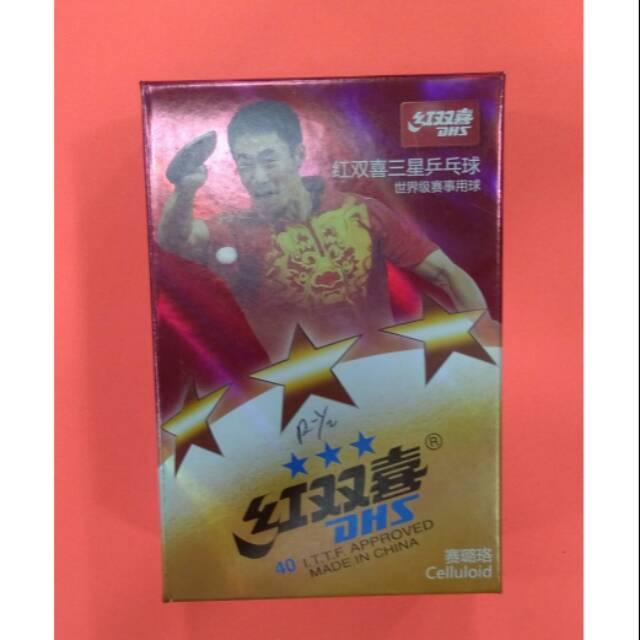 红双喜
DHS
红双喜三星乒乓球
世界级赛事用球
红双喜®
DHS
40 I.T.T.F. APPROVED
MADE IN CHINA
赛璐珞
Celluloid